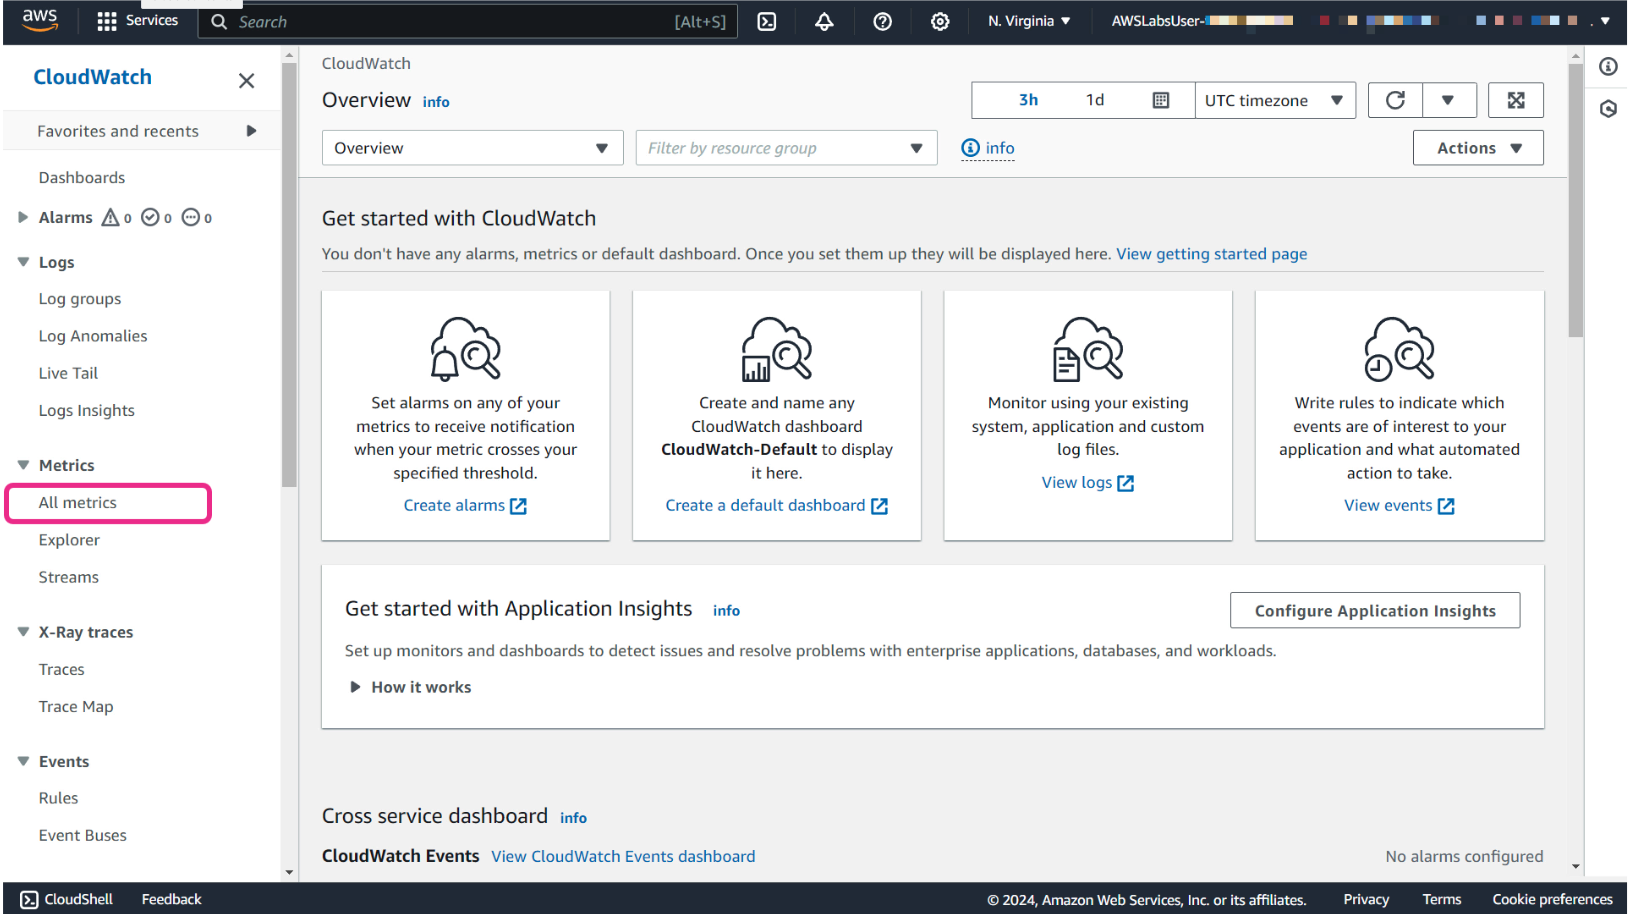 aws
Services
Search
[Alt+S]
N. Virginia
AWSLabsUser-
CloudWatch
Favorites and recents
Dashboards
Alarms 0 0 0
Logs
Log groups
Log Anomalies
Live Tail
Logs Insights
Metrics
All metrics
Explorer
Streams
X-Ray traces
Traces
Trace Map
Events
Rules
Event Buses
CloudWatch
Overview info
3h 1d UTC timezone
Overview
Filter by resource group
info
Actions
Get started with CloudWatch
You don't have any alarms, metrics or default dashboard. Once you set them up they will be displayed here. View getting started page
Set alarms on any of your
metrics to receive notification
when your metric crosses your
specified threshold.
Create alarms
Create and name any
CloudWatch dashboard
CloudWatch-Default to display
it here.
Create a default dashboard
Monitor using your existing
system, application and custom
log files.
View logs
Write rules to indicate which
events are of interest to your
application and what automated
action to take.
View events
Get started with Application Insights info
Configure Application Insights
Set up monitors and dashboards to detect issues and resolve problems with enterprise applications, databases, and workloads.
How it works
Cross service dashboard info
CloudWatch Events View CloudWatch Events dashboard
No alarms configured
CloudShell Feedback
© 2024, Amazon Web Services, Inc. or its affiliates. Privacy Terms Cookie preferences